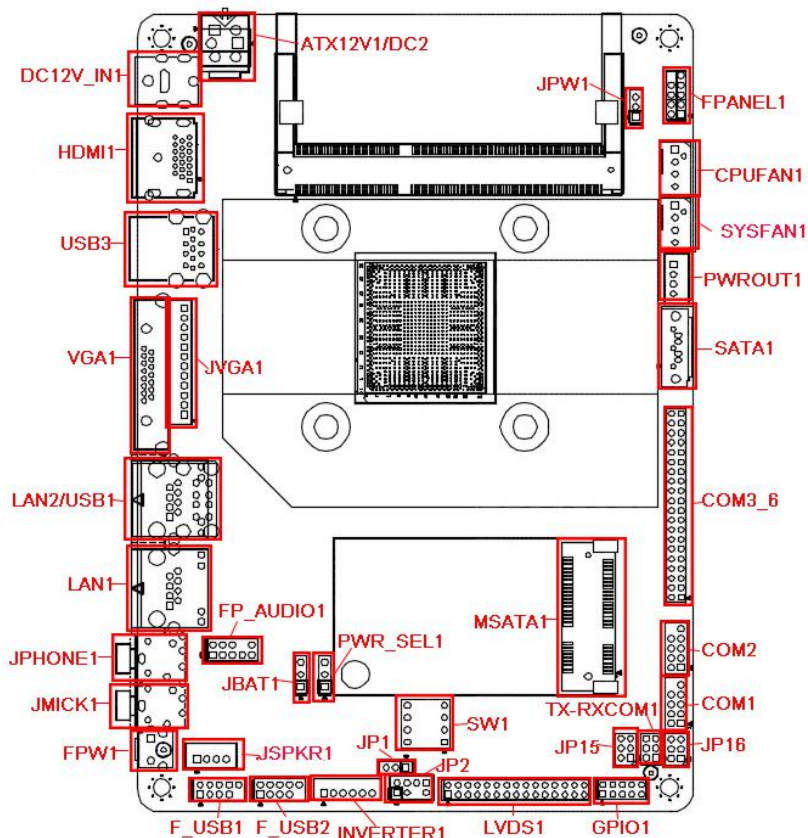 ATX12V1/DC2
DC12V_IN1
JPW1
FPANEL1
HDMI1
CPUFAN1
SYSFAN1
USB3
PWROUT1
VGA1
JVGA1
SATA1
LAN2/USB1
COM3_6
LAN1
FP_AUDIO1
MSATA1
PWR_SEL1
COM2
JPHONE1
JBAT1
JMICK1
SW1
TX-RXCOM1
COM1
FPW1
JSPKR1
JP1
JP2
JP15
JP16
F_USB1
F_USB2
INVERTER1
LVDS1
GPIO1